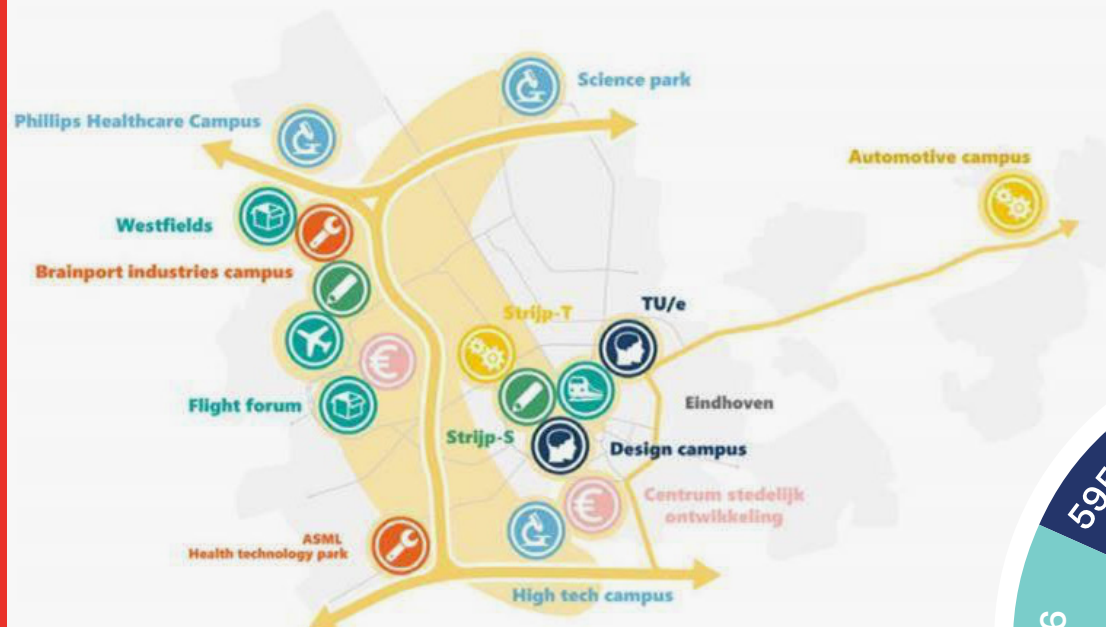 Science park
Phillips Healthcare Campus
Automotive campus
Westfields
Brainport industries campus
Strijp-T
TU/e
Flight forum
Eindhoven
Strijp-S
Design campus
Centrum stedelijk
ontwikkeling
ASML
Health technology park
High tech campus